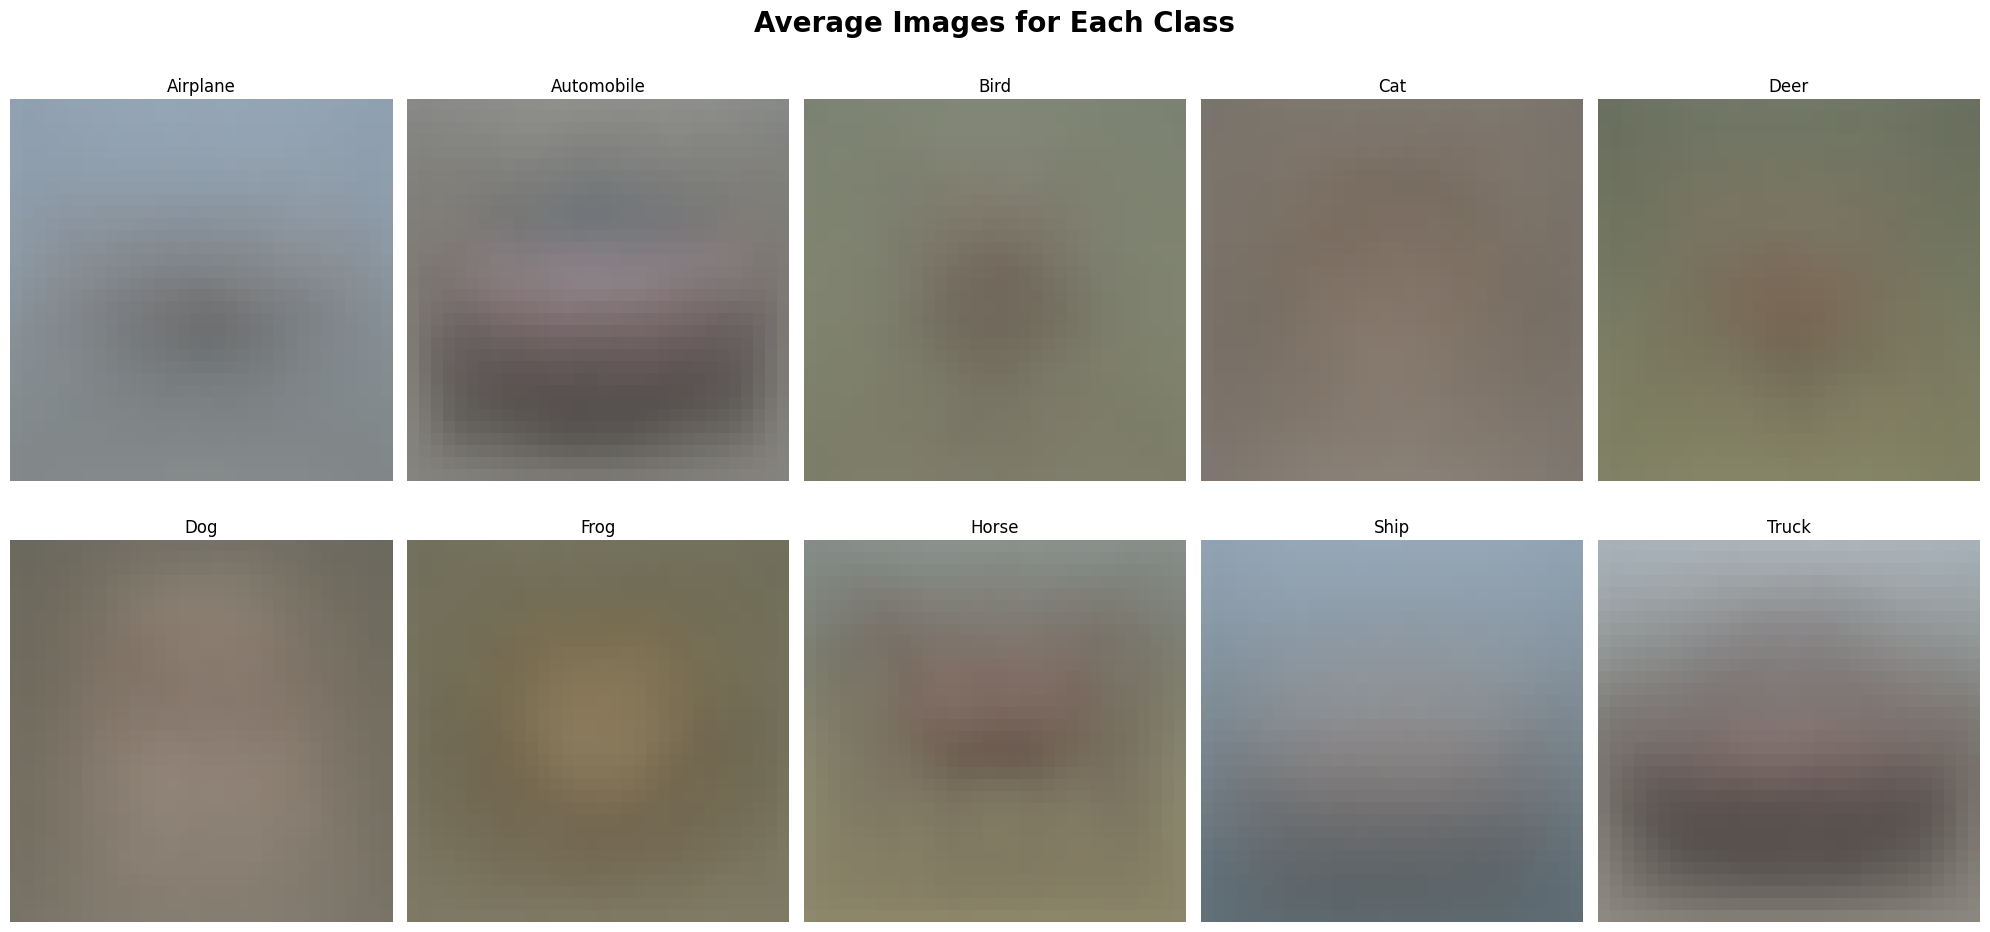 Average Images for Each Class
Airplane
Automobile
Bird
Cat
Deer
Dog
Frog
Horse
Ship
Truck